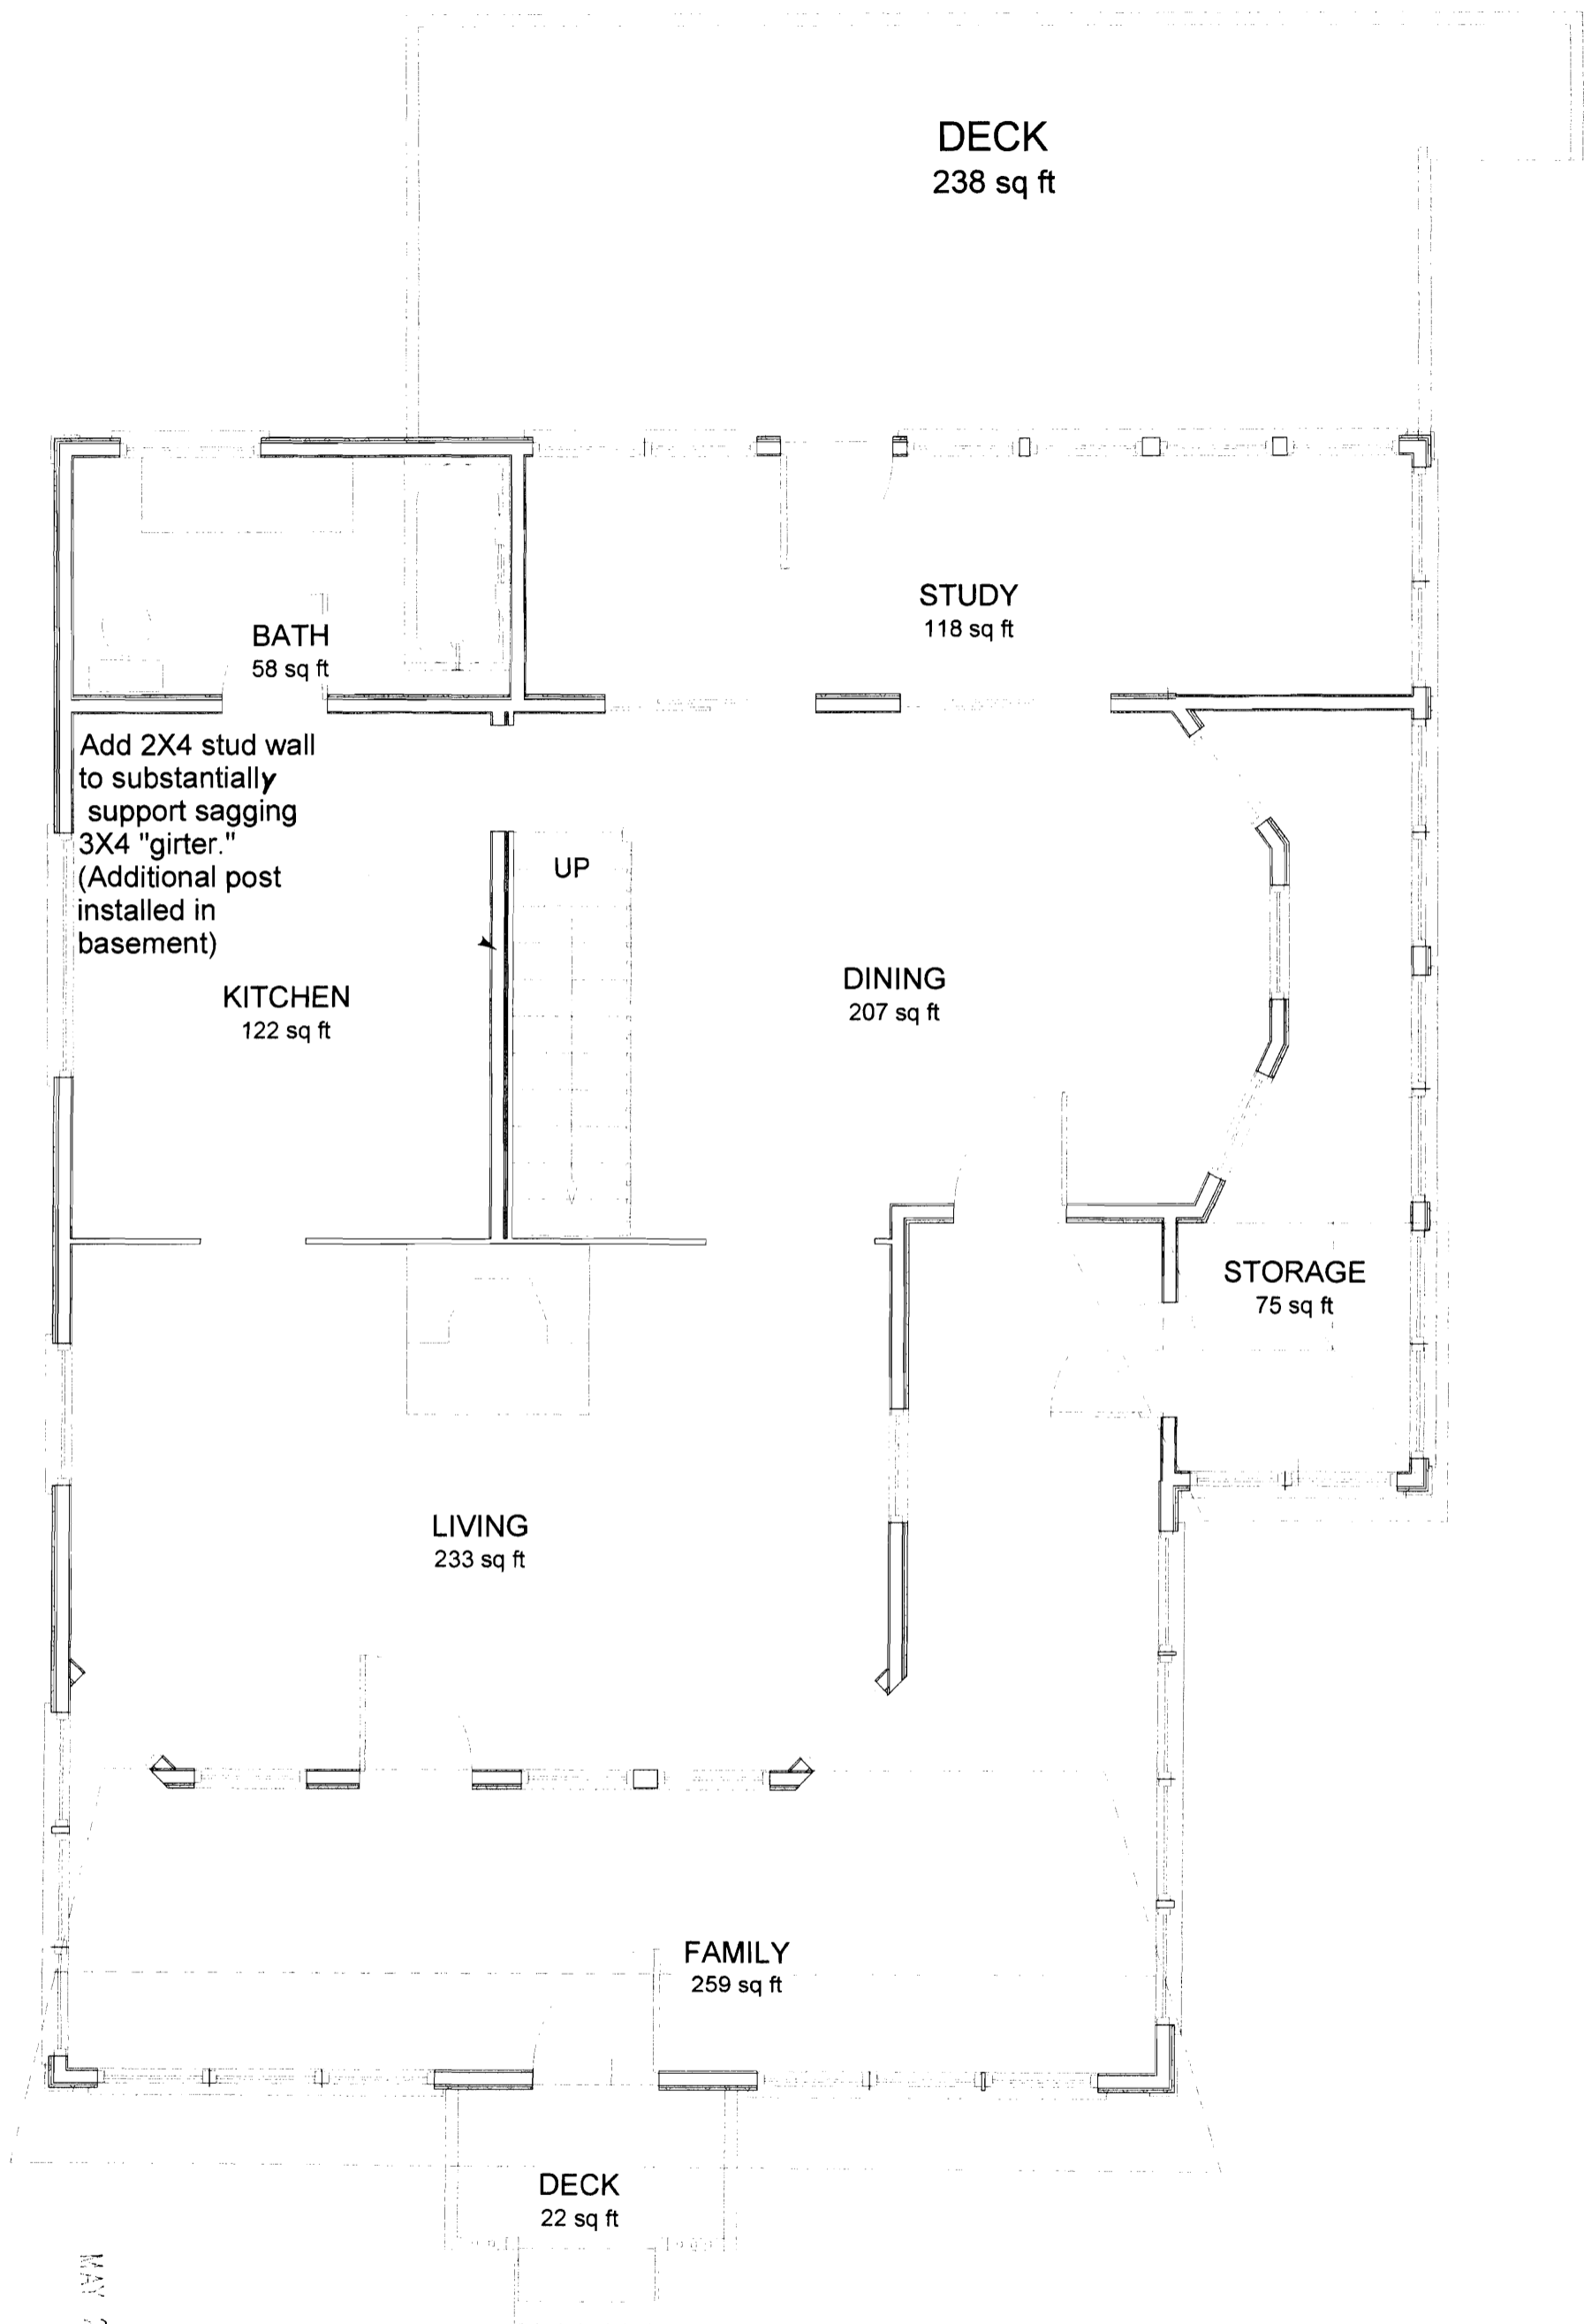 DECK
238 sq ft
STUDY
118 sq ft
BATH
58 sq ft
Add 2X4 stud wall
to substantially
support sagging
3X4 "girter."
(Additional post
installed in
basement)
UP
KITCHEN
122 sq ft
DINING
207 sq ft
STORAGE
75 sq ft
LIVING
233 sq ft
FAMILY
259 sq ft
DECK
22 sq ft
MAY